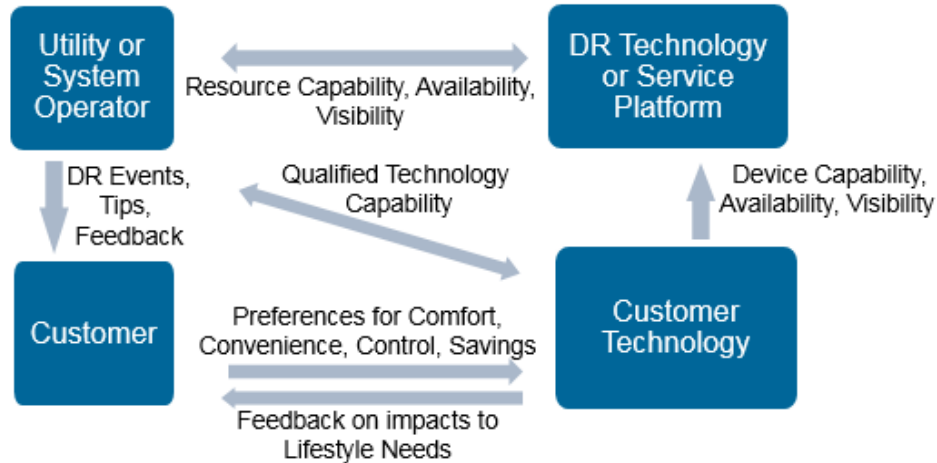 Utility or
System
Operator
Resource Capability, Availability,
Visibility
DR Technology
or Service
Platform
DR Events,
Tips,
Feedback
Qualified Technology
Capability
Device Capability,
Availability, Visibility
Customer
Preferences for Comfort,
Convenience, Control, Savings
Feedback on impacts to
Lifestyle Needs
Customer
Technology